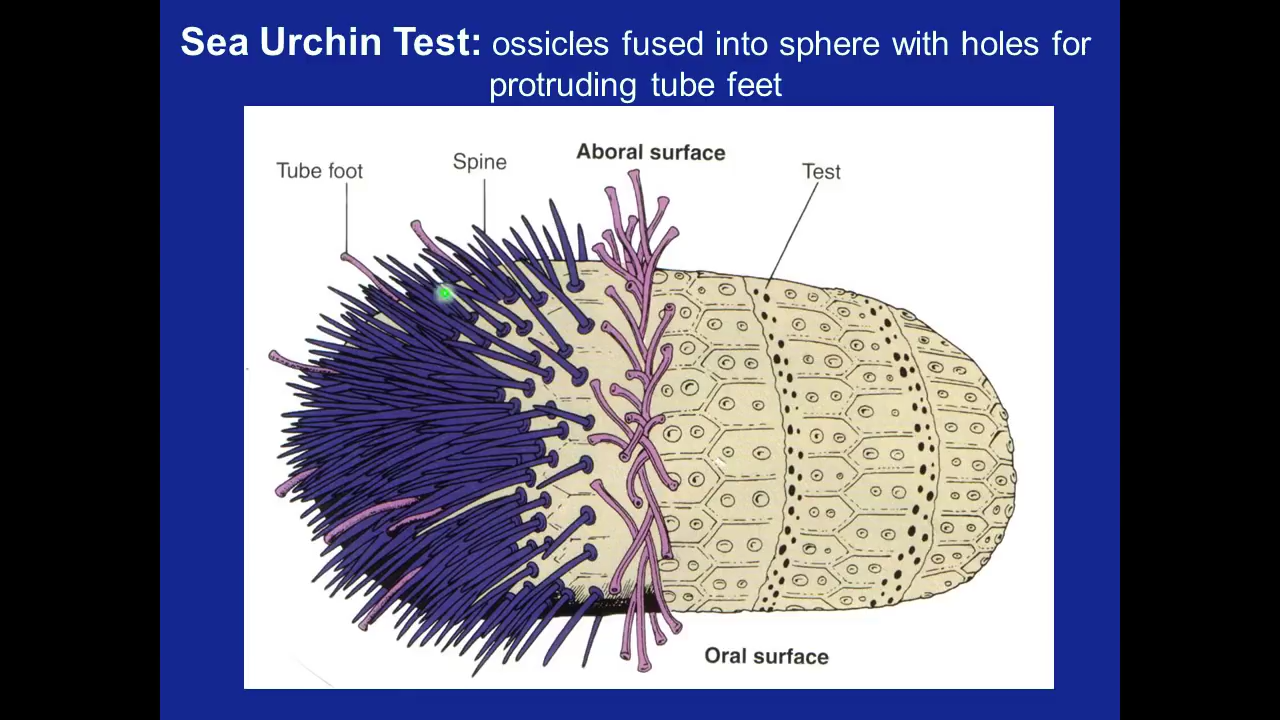 Sea Urchin Test: ossicles fused into sphere with holes for
protruding tube feet
Aboral surface
Tube foot
Spine
Test
Oral surface